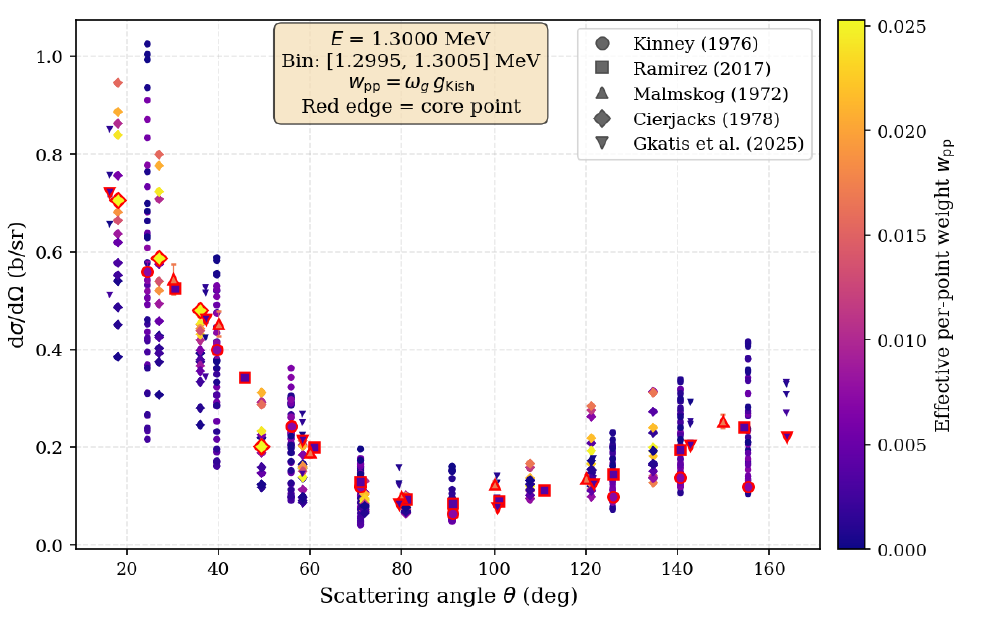 E = 1.3000 MeV
Bin: [1.2995, 1.3005] MeV
w_pp = ω_g g_Kish
Red edge = core point
Kinney (1976)
Ramirez (2017)
Malmskog (1972)
Cierjacks (1978)
Gkatis et al. (2025)
dσ/dΩ (b/sr)
1.0
0.8
0.6
0.4
0.2
0.0
20 40 60 80 100 120 140 160
Scattering angle θ (deg)
0.025
0.020
0.015
0.010
0.005
0.000
Effective per-point weight w_pp